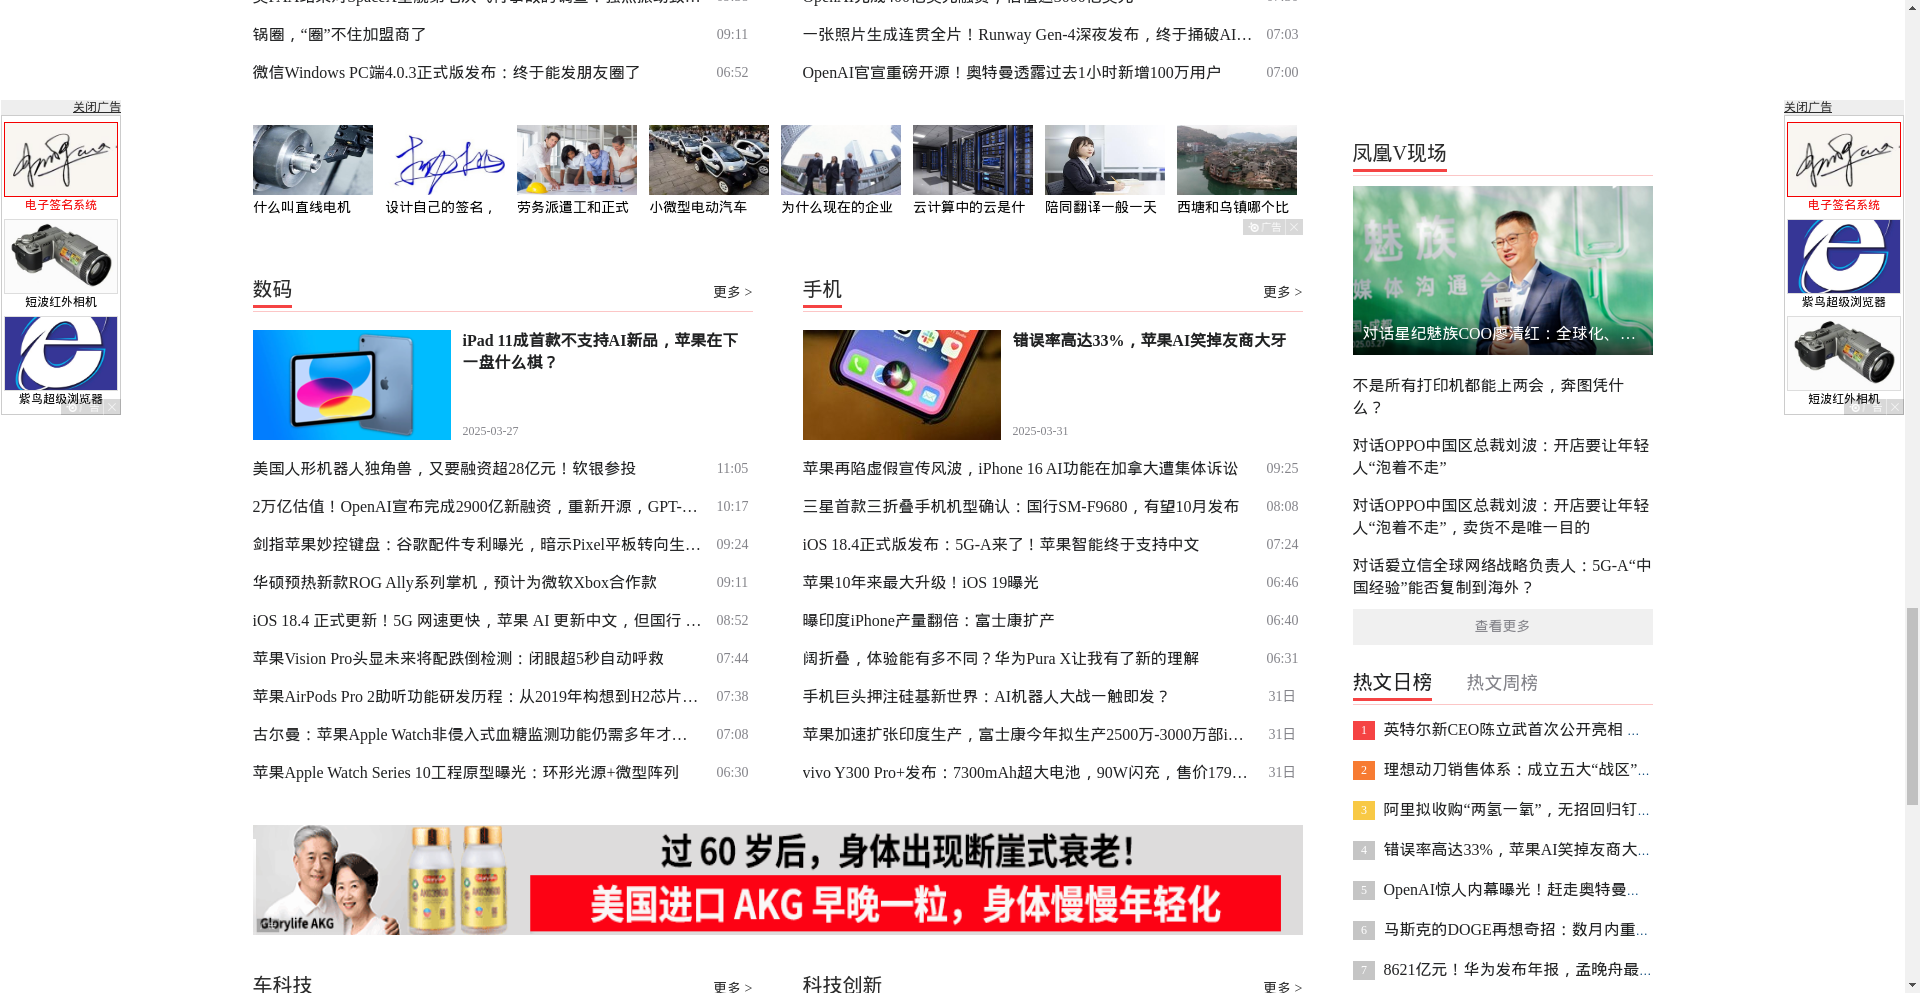 锅圈，“圈”不住加盟商了 09:11
微信Windows PC端4.0.3正式版发布：终于能发朋友圈了 06:52
一张照片生成连贯全片！Runway Gen-4深夜发布，终于捅破AI… 07:03
OpenAI官宣重磅开源！奥特曼透露过去1小时新增100万用户 07:00
关闭广告
电子签名系统
短波红外相机
紫鸟超级浏览器
广告
什么叫直线电机
设计自己的签名，
劳务派遣工和正式
小微型电动汽车
为什么现在的企业
云计算中的云是什
陪同翻译一般一天
西塘和乌镇哪个比
广告
数码 更多 >
iPad 11成首款不支持AI新品，苹果在下
一盘什么棋？
2025-03-27
美国人形机器人独角兽，又要融资超28亿元！软银参投 11:05
2万亿估值！OpenAI宣布完成2900亿新融资，重新开源，GPT-… 10:17
剑指苹果妙控键盘：谷歌配件专利曝光，暗示Pixel平板转向生… 09:24
华硕预热新款ROG Ally系列掌机，预计为微软Xbox合作款 09:11
iOS 18.4 正式更新！5G 网速更快，苹果 AI 更新中文，但国行 … 08:52
苹果Vision Pro头显未来将配跌倒检测：闭眼超5秒自动呼救 07:44
苹果AirPods Pro 2助听功能研发历程：从2019年构想到H2芯片… 07:38
古尔曼：苹果Apple Watch非侵入式血糖监测功能仍需多年才… 07:08
苹果Apple Watch Series 10工程原型曝光：环形光源+微型阵列 06:30
手机 更多 >
错误率高达33%，苹果AI笑掉友商大牙
2025-03-31
苹果再陷虚假宣传风波，iPhone 16 AI功能在加拿大遭集体诉讼 09:25
三星首款三折叠手机机型确认：国行SM-F9680，有望10月发布 08:08
iOS 18.4正式版发布：5G-A来了！苹果智能终于支持中文 07:24
苹果10年来最大升级！iOS 19曝光 06:46
曝印度iPhone产量翻倍：富士康扩产 06:40
阔折叠，体验能有多不同？华为Pura X让我有了新的理解 06:31
手机巨头押注硅基新世界：AI机器人大战一触即发？ 31日
苹果加速扩张印度生产，富士康今年拟生产2500万-3000万部i… 31日
vivo Y300 Pro+发布：7300mAh超大电池，90W闪充，售价179… 31日
过 60 岁后，身体出现断崖式衰老！
美国进口 AKG 早晚一粒，身体慢慢年轻化
Glorylife AKG
车科技 更多 >
科技创新 更多 >
凤凰V现场
魅族
媒体沟通会
对话星纪魅族COO廖清红：全球化、…
不是所有打印机都能上两会，奔图凭什
么？
对话OPPO中国区总裁刘波：开店要让年轻
人“泡着不走”
对话OPPO中国区总裁刘波：开店要让年轻
人“泡着不走”，卖货不是唯一目的
对话爱立信全球网络战略负责人：5G-A“中
国经验”能否复制到海外？
查看更多
热文日榜 热文周榜
1 英特尔新CEO陈立武首次公开亮相 …
2 理想动刀销售体系：成立五大“战区”…
3 阿里拟收购“两氢一氧”，无招回归钉…
4 错误率高达33%，苹果AI笑掉友商大…
5 OpenAI惊人内幕曝光！赶走奥特曼…
6 马斯克的DOGE再想奇招：数月内重…
7 8621亿元！华为发布年报，孟晚舟最…
关闭广告
电子签名系统
紫鸟超级浏览器
短波红外相机
广告